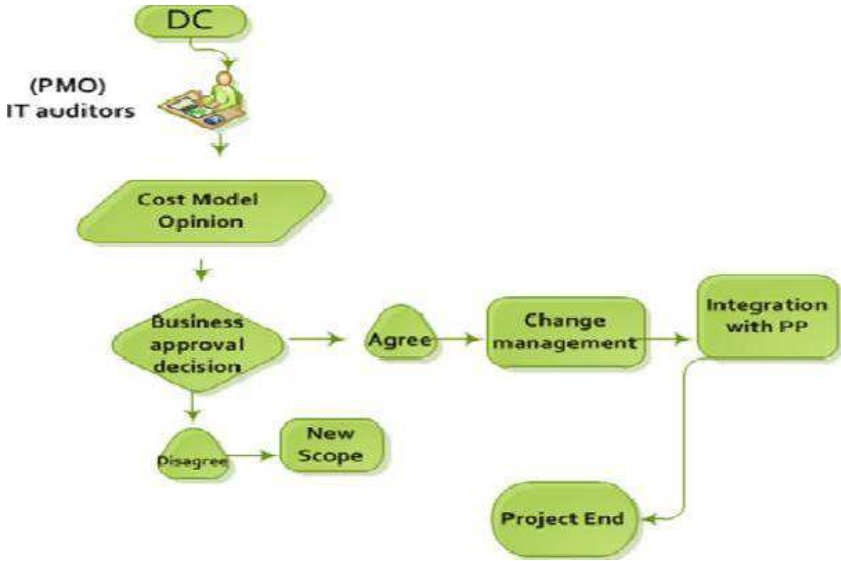 DC
(PMO)
IT auditors
Cost Model
Opinion
Business
approval
decision
Agree
Change
management
Integration
with PP
Disagree
New
Scope
Project End